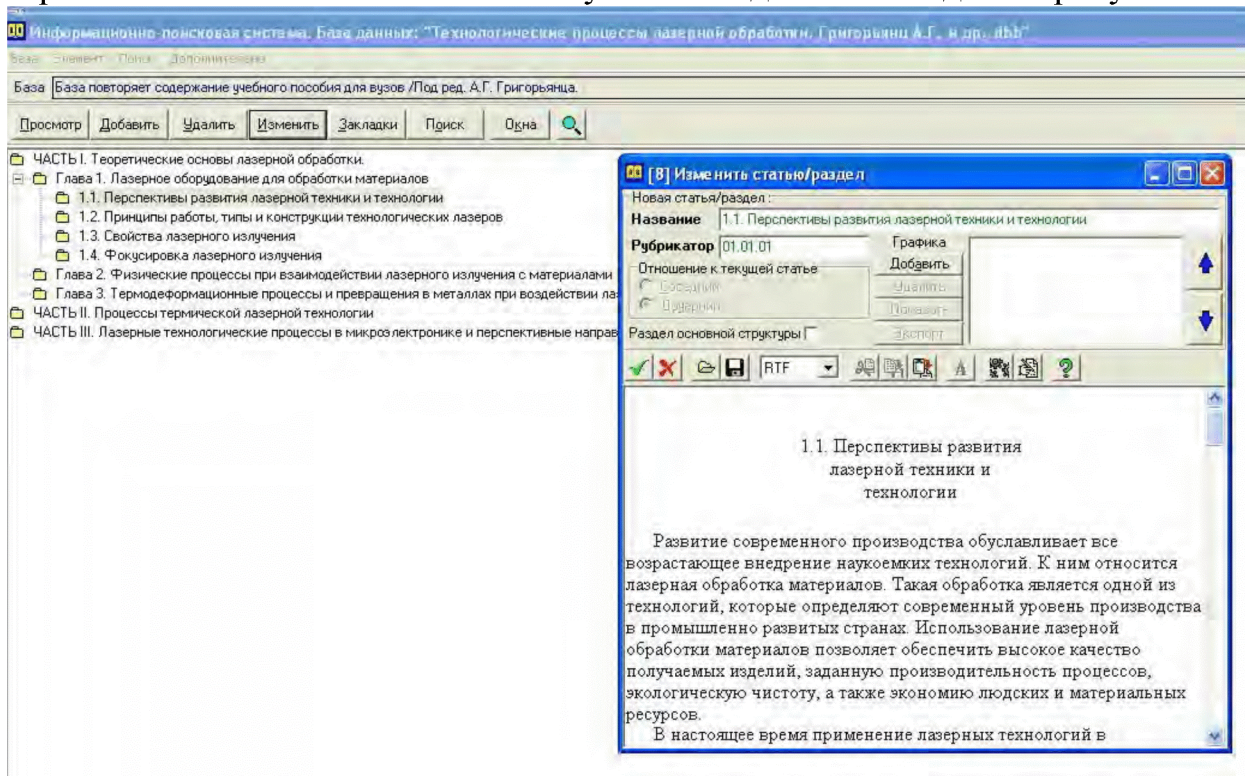 Информационно-поисковая система. База данных: "Технологические процессы лазерной обработки. Григорьянц А.Г. и др..dbb"
База Элемент Поиск Дополнительно
База База повторяет содержание учебного пособия для вузов /Под ред. А.Г. Григорьянца.
Просмотр Добавить Удалить Изменить Закладки Поиск Окна
ЧАСТЬ I. Теоретические основы лазерной обработки.
Глава 1. Лазерное оборудование для обработки материалов
1.1. Перспективы развития лазерной техники и технологии
1.2. Принципы работы, типы и конструкции технологических лазеров
1.3. Свойства лазерного излучения
1.4. Фокусировка лазерного излучения
Глава 2. Физические процессы при взаимодействии лазерного излучения с материалами
Глава 3. Термодеформационные процессы и превращения в металлах при воздействии ла
ЧАСТЬ II. Процессы термической лазерной технологии
ЧАСТЬ III. Лазерные технологические процессы в микроэлектронике и перспективные направ
[8] Изменить статью/раздел
Новая статья/раздел :
Название 1.1. Перспективы развития лазерной техники и технологии
Рубрикатор 01.01.01
Графика
Отношение к текущей статье
Добавить
Соседний
Удалить
Дочерний
Показать
Раздел основной структуры
Экспорт
RTF
1.1. Перспективы развития
лазерной техники и
технологии
Развитие современного производства обуславливает все
возрастающее внедрение наукоемких технологий. К ним относится
лазерная обработка материалов. Такая обработка является одной из
технологий, которые определяют современный уровень производства
в промышленно развитых странах. Использование лазерной
обработки материалов позволяет обеспечить высокое качество
получаемых изделий, заданную производительность процессов,
экологическую чистоту, а также экономию людских и материальных
ресурсов.
В настоящее время применение лазерных технологий в